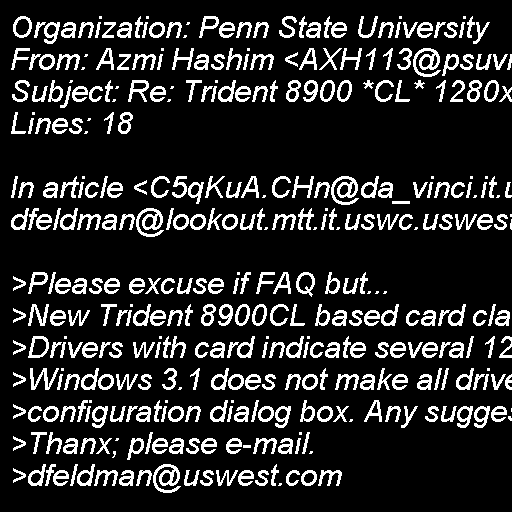 Organization: Penn State University
From: Azmi Hashim <AXH113@psuv
Subject: Re: Trident 8900 *CL* 1280x
Lines: 18
In article <C5qKuA.CHn@da_vinci.it.u
dfeldman@lookout.mtt.it.uswc.uswest
>Please excuse if FAQ but...
>New Trident 8900CL based card cla
>Drivers with card indicate several 12
>Windows 3.1 does not make all drive
>configuration dialog box. Any sugges
>Thanx; please e-mail.
>dfeldman@uswest.com